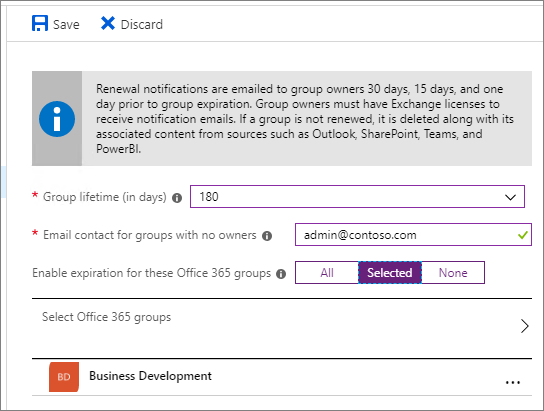 Save Discard
Renewal notifications are emailed to group owners 30 days, 15 days, and one
day prior to group expiration. Group owners must have Exchange licenses to
receive notification emails. If a group is not renewed, it is deleted along with its
associated content from sources such as Outlook, SharePoint, Teams, and
PowerBI.
* Group lifetime (in days) 180
* Email contact for groups with no owners admin@contoso.com
Enable expiration for these Office 365 groups All Selected None
Select Office 365 groups
BD Business Development ...